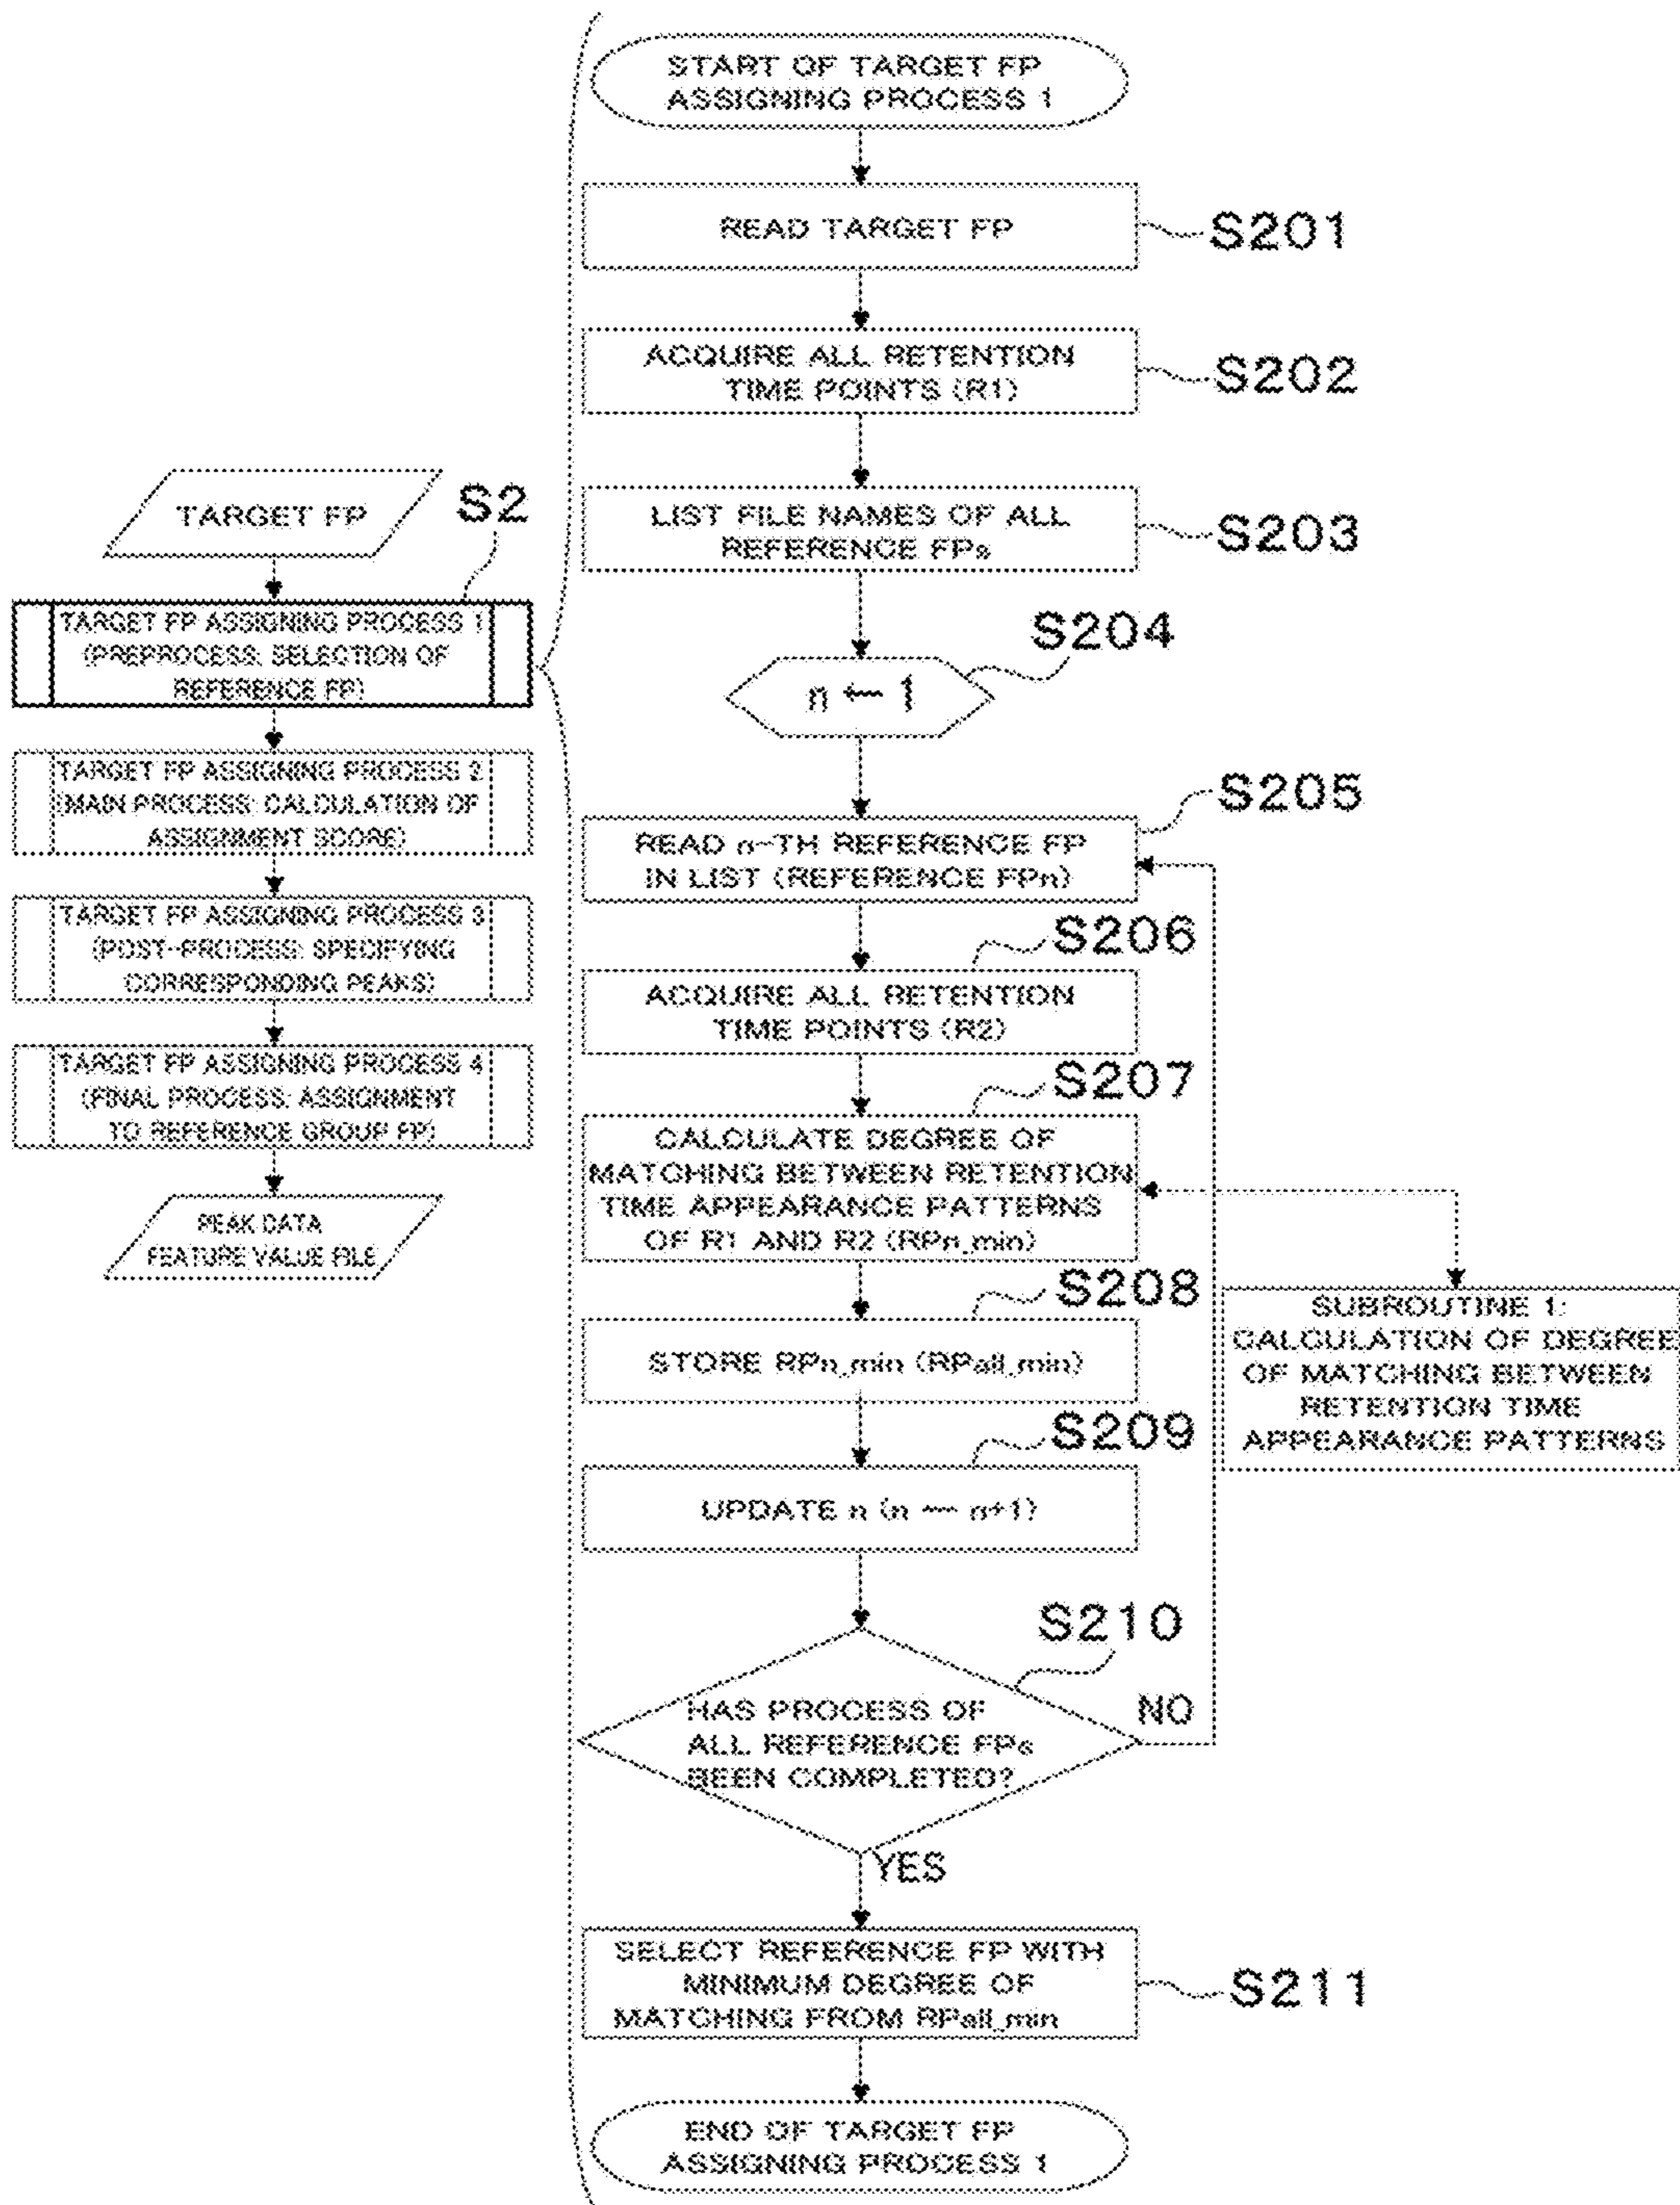 TARGET FP
S2
TARGET FP ASSIGNING PROCESS 1
(PREPROCESS: SELECTION OF
REFERENCE FP)
TARGET FP ASSIGNING PROCESS 2
(MAIN PROCESS: CALCULATION OF
ASSIGNMENT SCORE)
TARGET FP ASSIGNING PROCESS 3
(POST-PROCESS: SPECIFYING
CORRESPONDING PEAKS)
TARGET FP ASSIGNING PROCESS 4
(FINAL PROCESS: ASSIGNMENT
TO REFERENCE GROUP FP)
PEAK DATA
FEATURE VALUE FILE
START OF TARGET FP
ASSIGNING PROCESS 1
READ TARGET FP
S201
ACQUIRE ALL RETENTION
TIME POINTS (R1)
S202
LIST FILE NAMES OF ALL
REFERENCE FPs
S203
S204
n ← 1
S205
READ n-TH REFERENCE FP
IN LIST (REFERENCE FPn)
S206
ACQUIRE ALL RETENTION
TIME POINTS (R2)
S207
CALCULATE DEGREE OF
MATCHING BETWEEN RETENTION
TIME APPEARANCE PATTERNS
OF R1 AND R2 (RPn_min)
SUBROUTINE 1:
CALCULATION OF DEGREE
OF MATCHING BETWEEN
RETENTION TIME
APPEARANCE PATTERNS
S208
STORE RPn_min (RPall_min)
S209
UPDATE n (n ← n+1)
S210
HAS PROCESS OF
ALL REFERENCE FPs
BEEN COMPLETED?
NO
YES
SELECT REFERENCE FP WITH
MINIMUM DEGREE OF
MATCHING FROM RPall_min
S211
END OF TARGET FP
ASSIGNING PROCESS 1